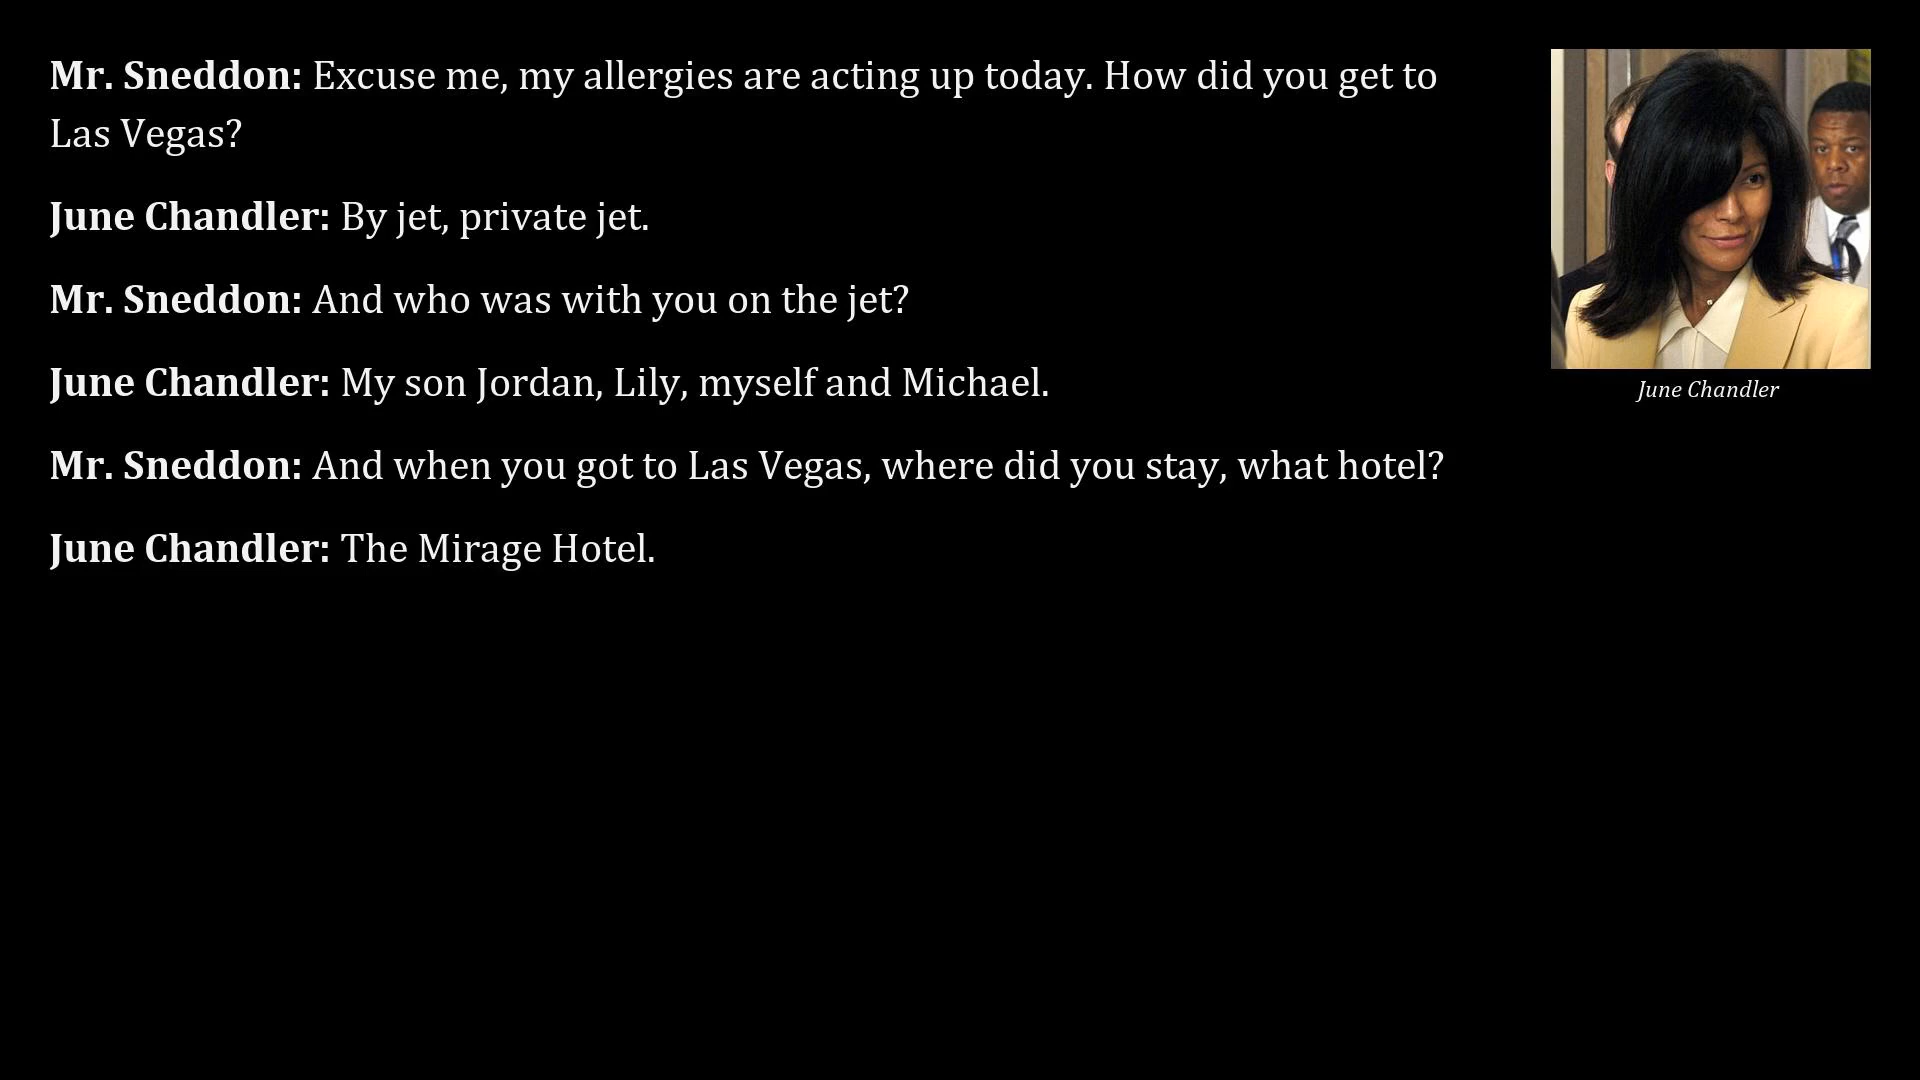 Mr. Sneddon: Excuse me, my allergies are acting up today. How did you get to
Las Vegas?
June Chandler: By jet, private jet.
Mr. Sneddon: And who was with you on the jet?
June Chandler: My son Jordan, Lily, myself and Michael.
Mr. Sneddon: And when you got to Las Vegas, where did you stay, what hotel?
June Chandler: The Mirage Hotel.
June Chandler